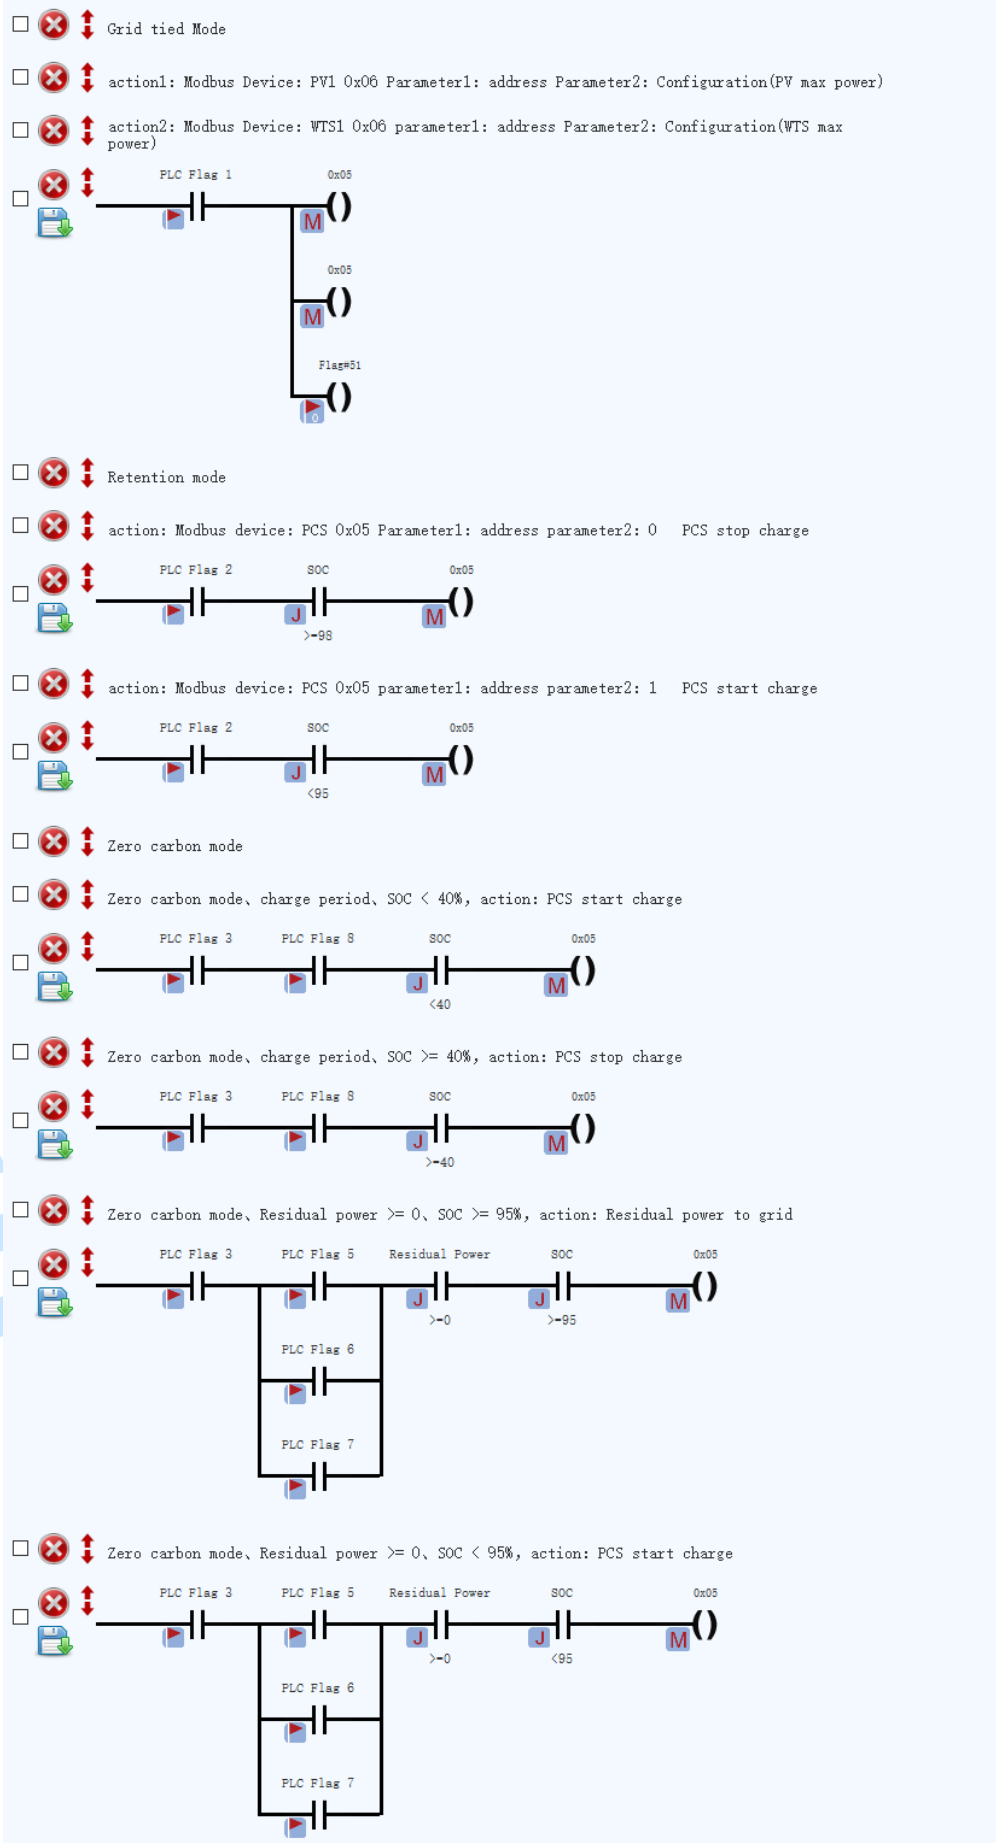 Grid tied Mode
action1: Modbus Device: PV1 0x06 Parameter1: address Parameter2: Configuration(PV max power)
action2: Modbus Device: WTS1 0x06 parameter1: address Parameter2: Configuration(WTS max
power)
PLC Flag 1 0x05
M
0x05
M
Flag#51
0
Retention mode
action: Modbus device: PCS 0x05 Parameter1: address parameter2: 0 PCS stop charge
PLC Flag 2 SOC 0x05
J M
>=98
action: Modbus device: PCS 0x05 parameter1: address parameter2: 1 PCS start charge
PLC Flag 2 SOC 0x05
J M
<95
Zero carbon mode
Zero carbon mode、charge period、SOC < 40%, action: PCS start charge
PLC Flag 3 PLC Flag 8 SOC 0x05
J M
<40
Zero carbon mode、charge period、SOC >= 40%, action: PCS stop charge
PLC Flag 3 PLC Flag 8 SOC 0x05
J M
>=40
Zero carbon mode、Residual power >= 0、SOC >= 95%, action: Residual power to grid
PLC Flag 3 PLC Flag 5 Residual Power SOC 0x05
J J M
>=0 >=95
PLC Flag 6
PLC Flag 7
Zero carbon mode、Residual power >= 0、SOC < 95%, action: PCS start charge
PLC Flag 3 PLC Flag 5 Residual Power SOC 0x05
J J M
>=0 <95
PLC Flag 6
PLC Flag 7